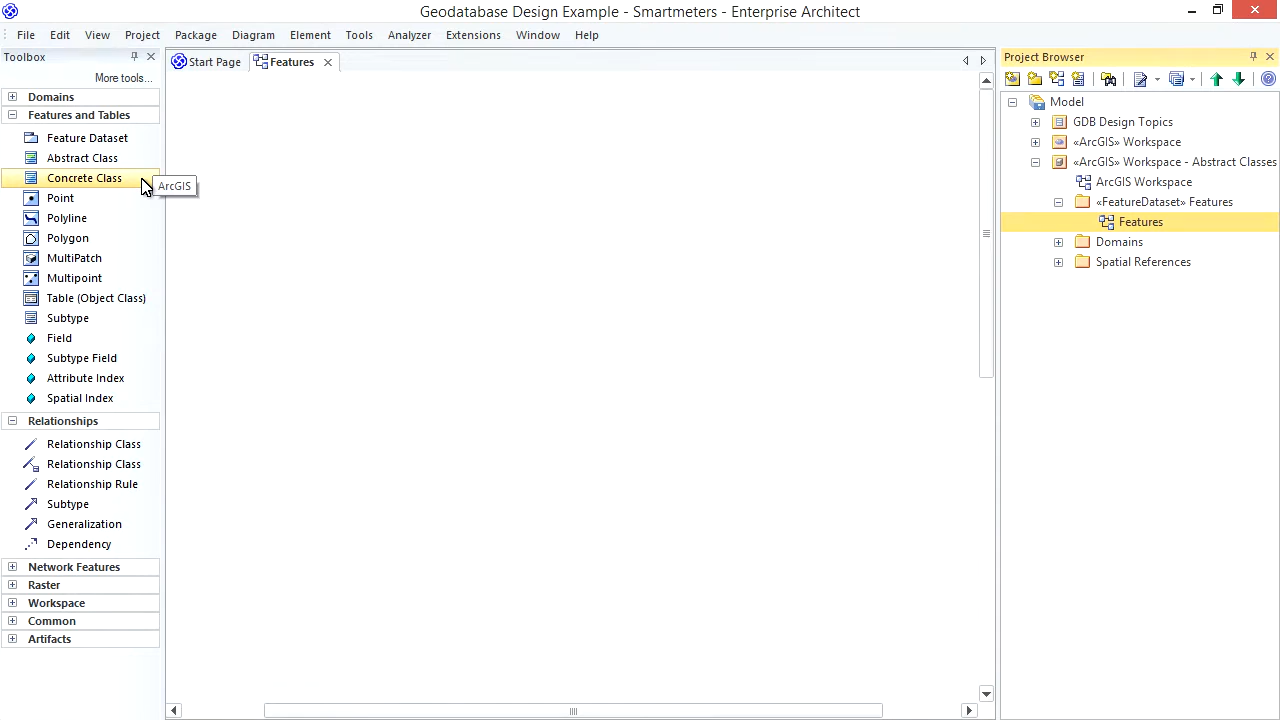 Geodatabase Design Example - Smartmeters - Enterprise Architect
File Edit View Project Package Diagram Element Tools Analyzer Extensions Window Help
Toolbox
More tools...
Domains
Features and Tables
Feature Dataset
Abstract Class
Concrete Class
Point
Polyline
Polygon
MultiPatch
Multipoint
Table (Object Class)
Subtype
Field
Subtype Field
Attribute Index
Spatial Index
Relationships
Relationship Class
Relationship Class
Relationship Rule
Subtype
Generalization
Dependency
Network Features
Raster
Workspace
Common
Artifacts
ArcGIS
Start Page Features
Project Browser
Model
GDB Design Topics
«ArcGIS» Workspace
«ArcGIS» Workspace - Abstract Classes
ArcGIS Workspace
«FeatureDataset» Features
Features
Domains
Spatial References